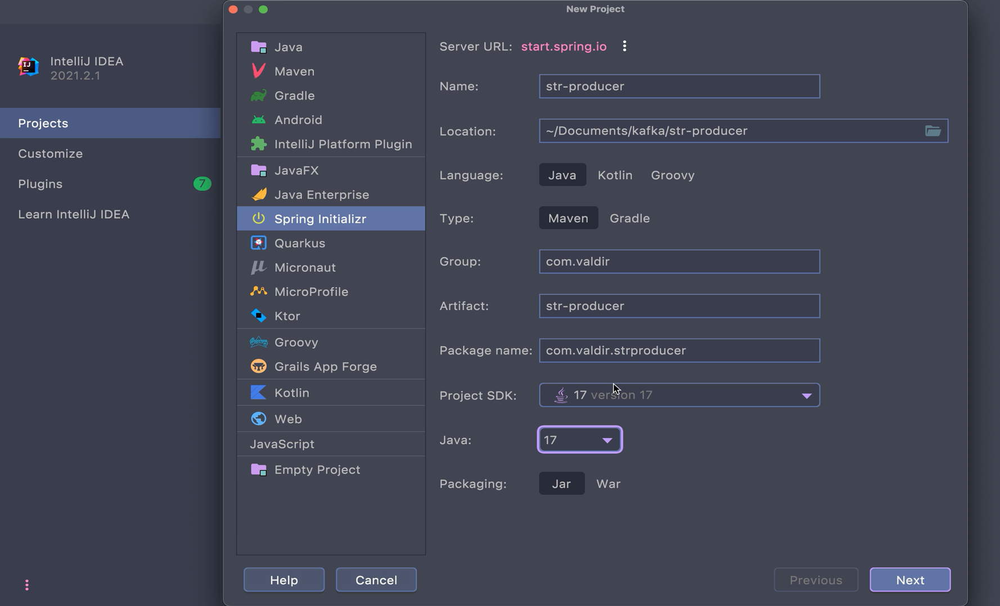 New Project
IJ
IntelliJ IDEA
2021.2.1
Projects
Customize
Plugins 7
Learn IntelliJ IDEA
Java
Maven
Gradle
Android
IntelliJ Platform Plugin
JavaFX
Java Enterprise
Spring Initializr
Quarkus
Micronaut
MicroProfile
Ktor
Groovy
Grails App Forge
Kotlin
Web
JavaScript
Empty Project
Server URL: start.spring.io
Name: str-producer
Location: ~/Documents/kafka/str-producer
Language: Java Kotlin Groovy
Type: Maven Gradle
Group: com.valdir
Artifact: str-producer
Package name: com.valdir.strproducer
Project SDK: 17 version 17
Java: 17
Packaging: Jar War
Help Cancel Previous Next